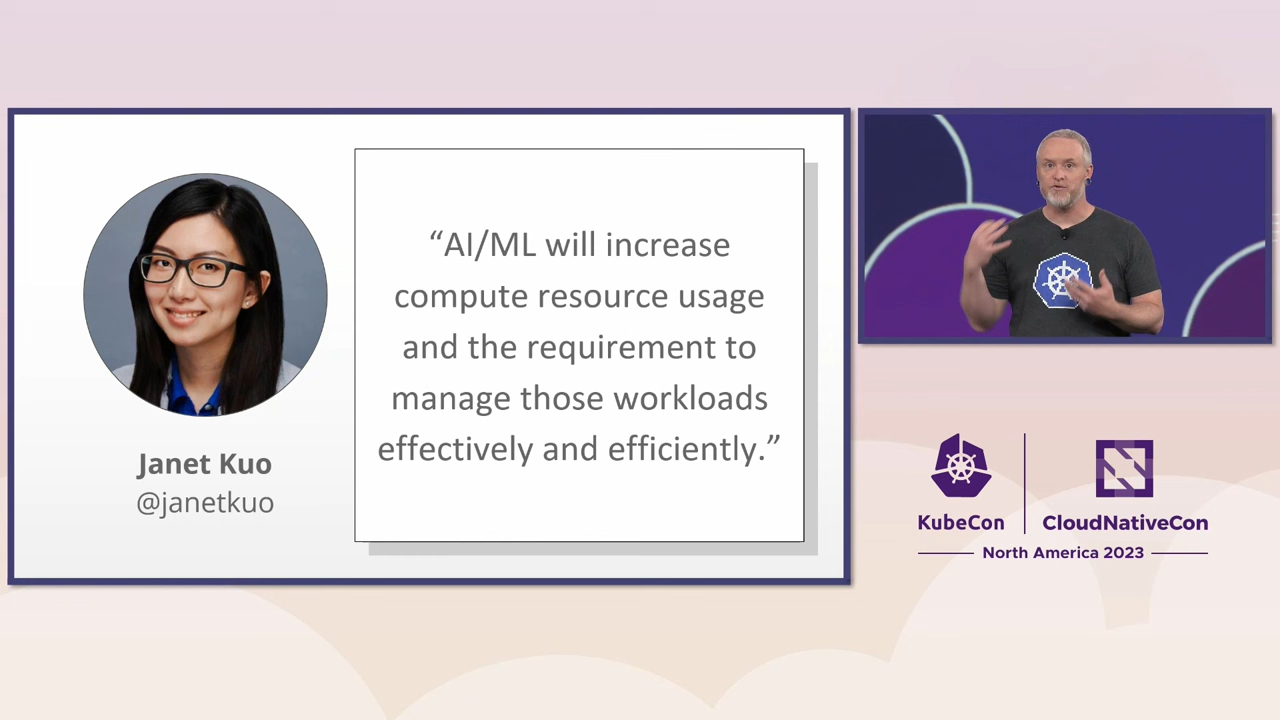 “AI/ML will increase
compute resource usage
and the requirement to
manage those workloads
effectively and efficiently.”
Janet Kuo
@janetkuo
KubeCon
CloudNativeCon
North America 2023